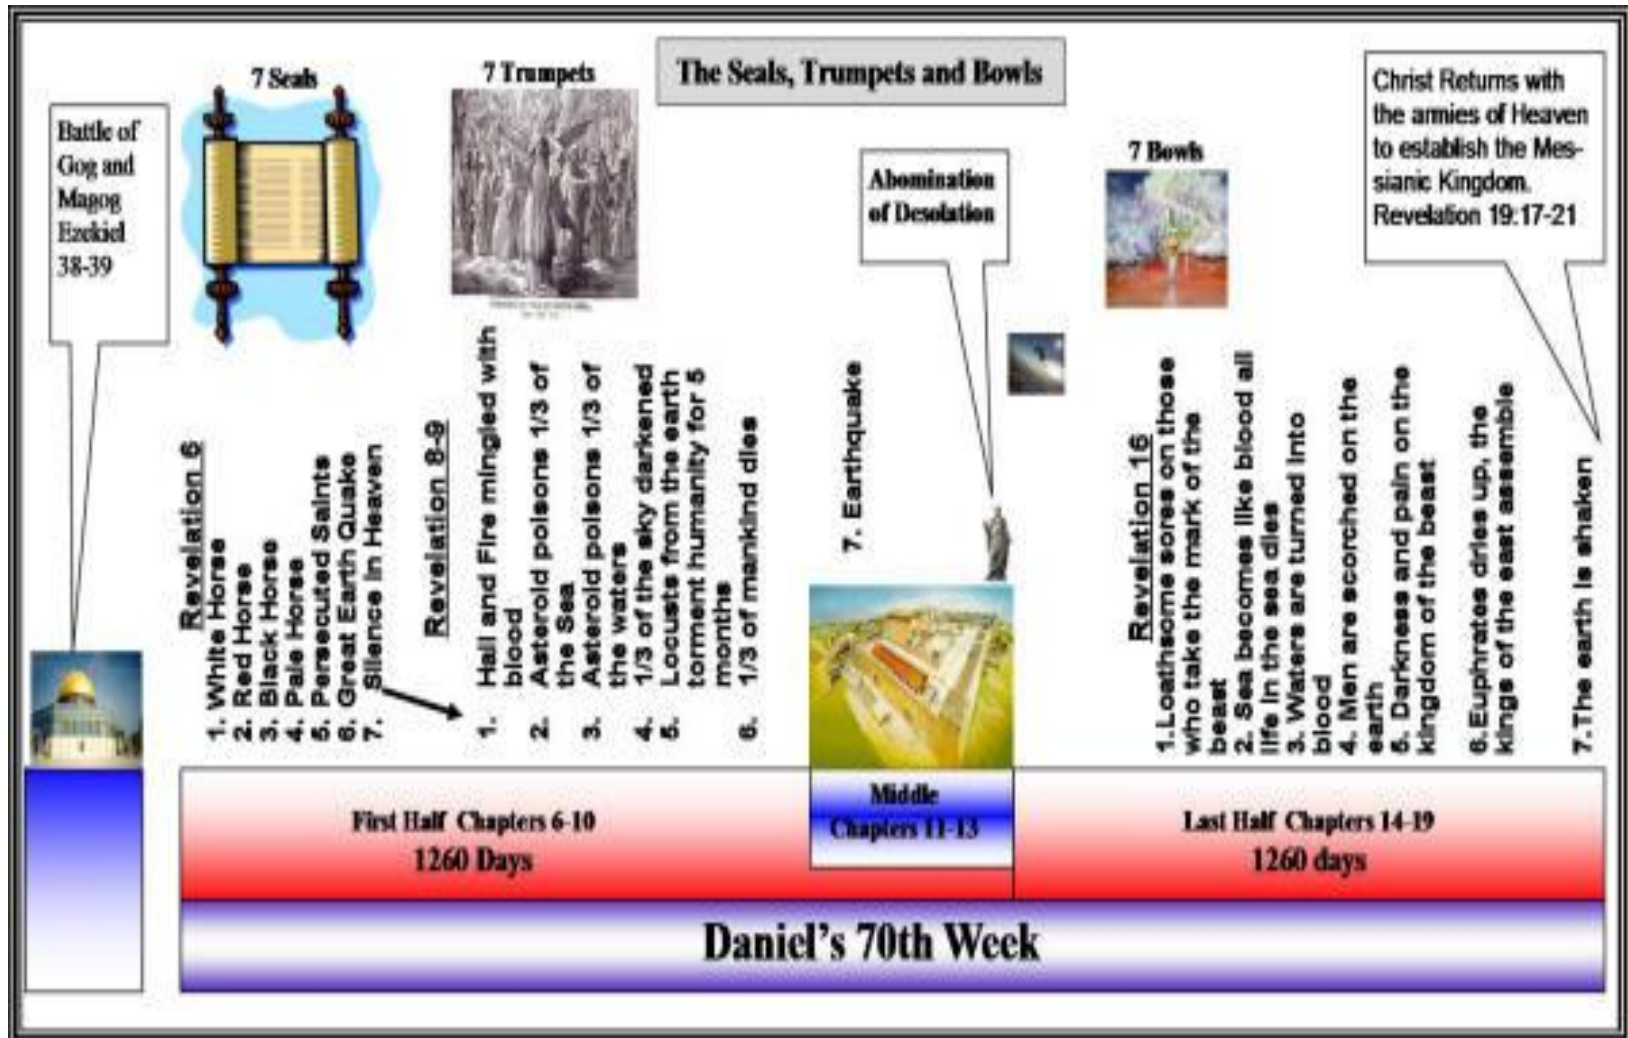 The Seals, Trumpets and Bowls
Battle of
Gog and
Magog
Ezekiel
38-39
7 Seals
Revelation 6
1. White Horse
2. Red Horse
3. Black Horse
4. Pale Horse
5. Persecuted Saints
6. Great Earth Quake
7. Silence in Heaven
7 Trumpets
Revelation 8-9
1. Hail and Fire mingled with
blood
2. Asteroid poisons 1/3 of
the Sea
3. Asteroid poisons 1/3 of
the waters
4. 1/3 of the sky darkened
5. Locusts from the earth
torment humanity for 5
months
6. 1/3 of mankind dies
7. Earthquake
Abomination
of Desolation
7 Bowls
Revelation 16
1.Loathsome sores on those
who take the mark of the
beast
2. Sea becomes like blood all
life in the sea dies
3. Waters are turned into
blood
4. Men are scorched on the
earth
5. Darkness and pain on the
kingdom of the beast
6.Euphrates dries up, the
kings of the east assemble
7.The earth is shaken
Christ Returns with
the armies of Heaven
to establish the Mes-
sianic Kingdom.
Revelation 19:17-21
First Half Chapters 6-10
1260 Days
Middle
Chapters 11-13
Last Half Chapters 14-19
1260 days
Daniel's 70th Week